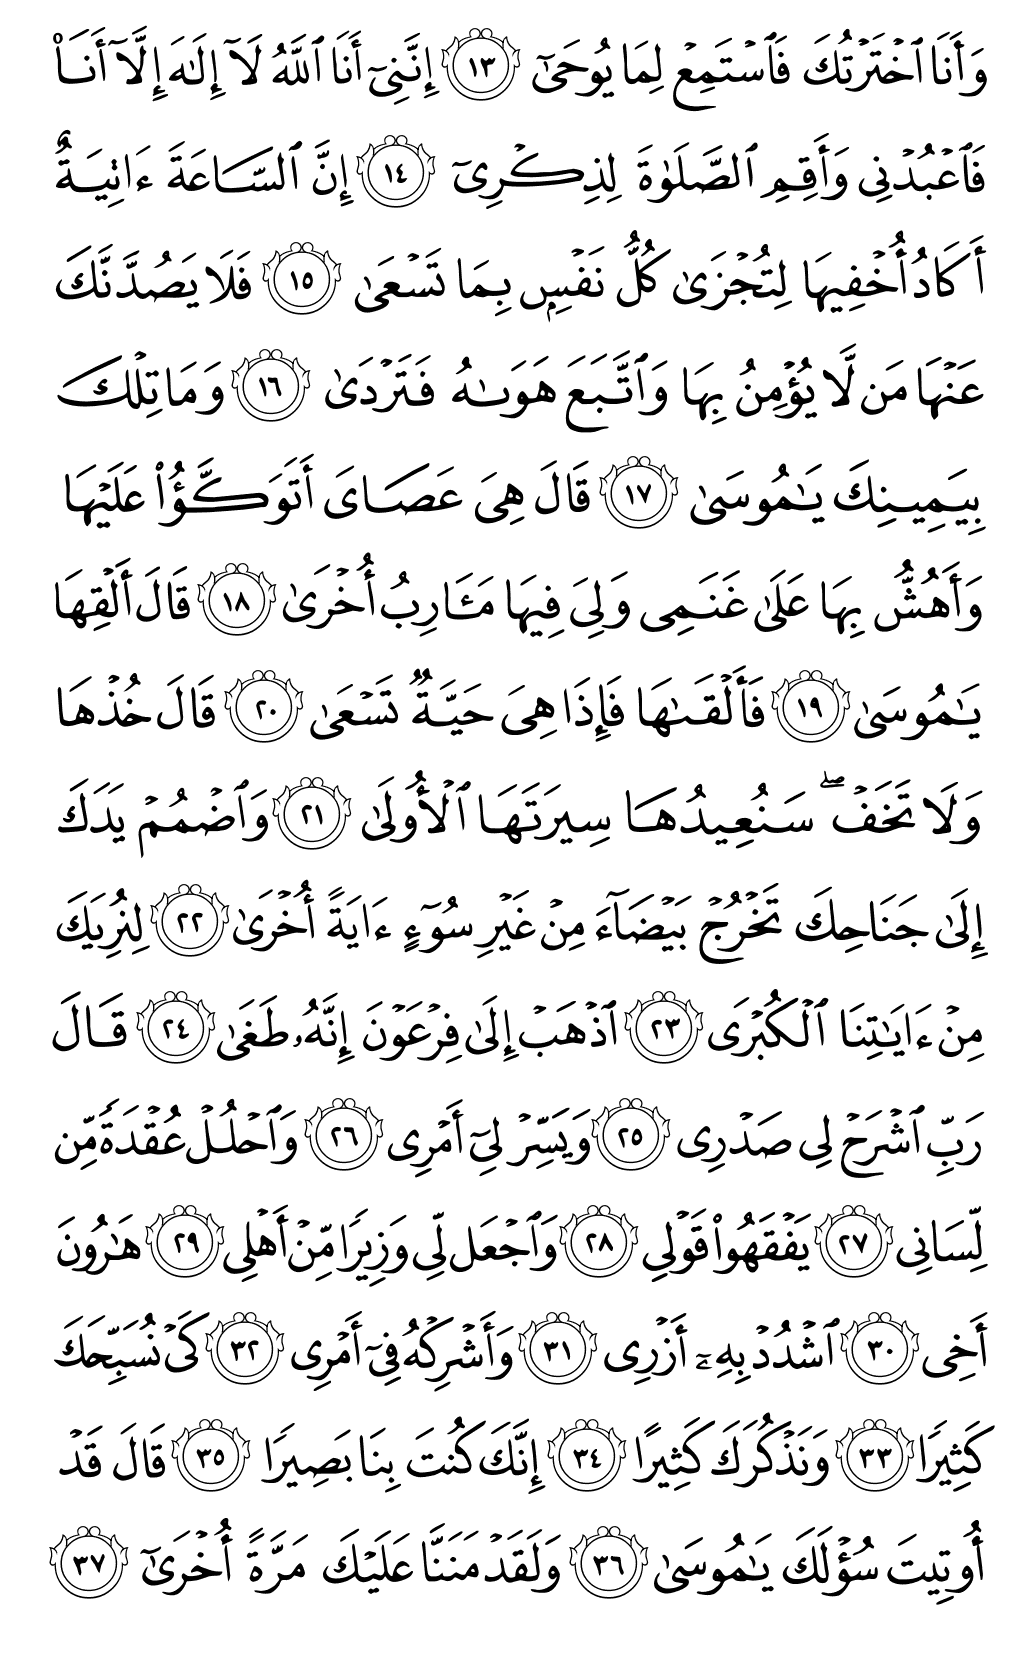 وَأَنَا ٱخۡتَرۡتُكَ فَٱسۡتَمِعۡ لِمَا يُوحَىٰٓ ١٣ إِنَّنِيٓ أَنَا ٱللَّهُ لَآ إِلَٰهَ إِلَّآ أَنَا۠
فَٱعۡبُدۡنِي وَأَقِمِ ٱلصَّلَوٰةَ لِذِكۡرِيٓ ١٤ إِنَّ ٱلسَّاعَةَ ءَاتِيَةٌ
أَكَادُ أُخۡفِيهَا لِتُجۡزَىٰ كُلُّ نَفۡسِۭ بِمَا تَسۡعَىٰ ١٥ فَلَا يَصُدَّنَّكَ
عَنۡهَا مَن لَّا يُؤۡمِنُ بِهَا وَٱتَّبَعَ هَوَىٰهُ فَتَرۡدَىٰ ١٦ وَمَا تِلۡكَ
بِيَمِينِكَ يَٰمُوسَىٰ ١٧ قَالَ هِيَ عَصَايَ أَتَوَكَّؤُاْ عَلَيۡهَا
وَأَهُشُّ بِهَا عَلَىٰ غَنَمِي وَلِيَ فِيهَا مَـَٔارِبُ أُخۡرَىٰ ١٨ قَالَ أَلۡقِهَا
يَٰمُوسَىٰ ١٩ فَأَلۡقَىٰهَا فَإِذَا هِيَ حَيَّةٞ تَسۡعَىٰ ٢٠ قَالَ خُذۡهَا
وَلَا تَخَفۡۖ سَنُعِيدُهَا سِيرَتَهَا ٱلۡأُولَىٰ ٢١ وَٱضۡمُمۡ يَدَكَ
إِلَىٰ جَنَاحِكَ تَخۡرُجۡ بَيۡضَآءَ مِنۡ غَيۡرِ سُوٓءٍ ءَايَةً أُخۡرَىٰ ٢٢ لِنُرِيَكَ
مِنۡ ءَايَٰتِنَا ٱلۡكُبۡرَى ٢٣ ٱذۡهَبۡ إِلَىٰ فِرۡعَوۡنَ إِنَّهُۥ طَغَىٰ ٢٤ قَالَ
رَبِّ ٱشۡرَحۡ لِي صَدۡرِي ٢٥ وَيَسِّرۡ لِيٓ أَمۡرِي ٢٦ وَٱحۡلُلۡ عُقۡدَةٗ مِّن
لِّسَانِي ٢٧ يَفۡقَهُواْ قَوۡلِي ٢٨ وَٱجۡعَل لِّي وَزِيرٗا مِّنۡ أَهۡلِي ٢٩ هَٰرُونَ
أَخِي ٣٠ ٱشۡدُدۡ بِهِۦٓ أَزۡرِي ٣١ وَأَشۡرِكۡهُ فِيٓ أَمۡرِي ٣٢ كَيۡ نُسَبِّحَكَ
كَثِيرٗا ٣٣ وَنَذۡكُرَكَ كَثِيرًا ٣٤ إِنَّكَ كُنتَ بِنَا بَصِيرٗا ٣٥ قَالَ قَدۡ
أُوتِيتَ سُؤۡلَكَ يَٰمُوسَىٰ ٣٦ وَلَقَدۡ مَنَنَّا عَلَيۡكَ مَرَّةً أُخۡرَىٰٓ ٣٧